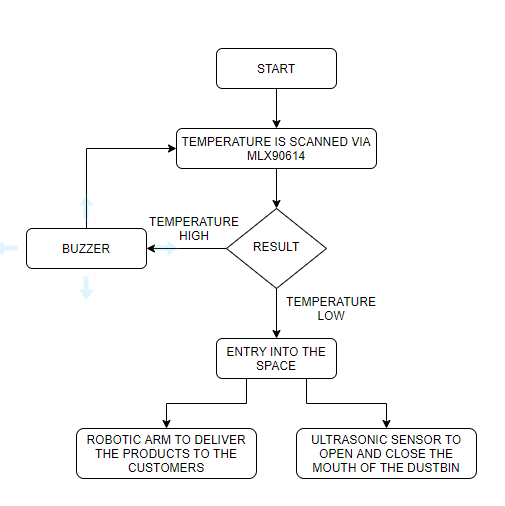 START
TEMPERATURE IS SCANNED VIA
MLX90614
TEMPERATURE
HIGH
RESULT
BUZZER
TEMPERATURE
LOW
ENTRY INTO THE
SPACE
ROBOTIC ARM TO DELIVER
THE PRODUCTS TO THE
CUSTOMERS
ULTRASONIC SENSOR TO
OPEN AND CLOSE THE
MOUTH OF THE DUSTBIN